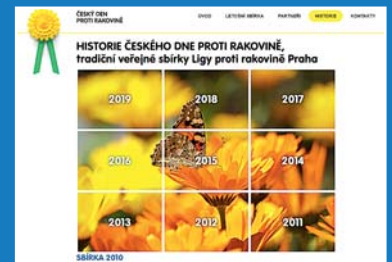 ČESKÝ DEN
PROTI RAKOVINĚ
ÚVOD LETOŠNÍ SBÍRKA PARTNEŘI HISTORIE KONTAKTY
HISTORIE ČESKÉHO DNE PROTI RAKOVINĚ,
tradiční veřejné sbírky Ligy proti rakovině Praha
2019 2018 2017
2016 2015 2014
2013 2012 2011
SBÍRKA 2010